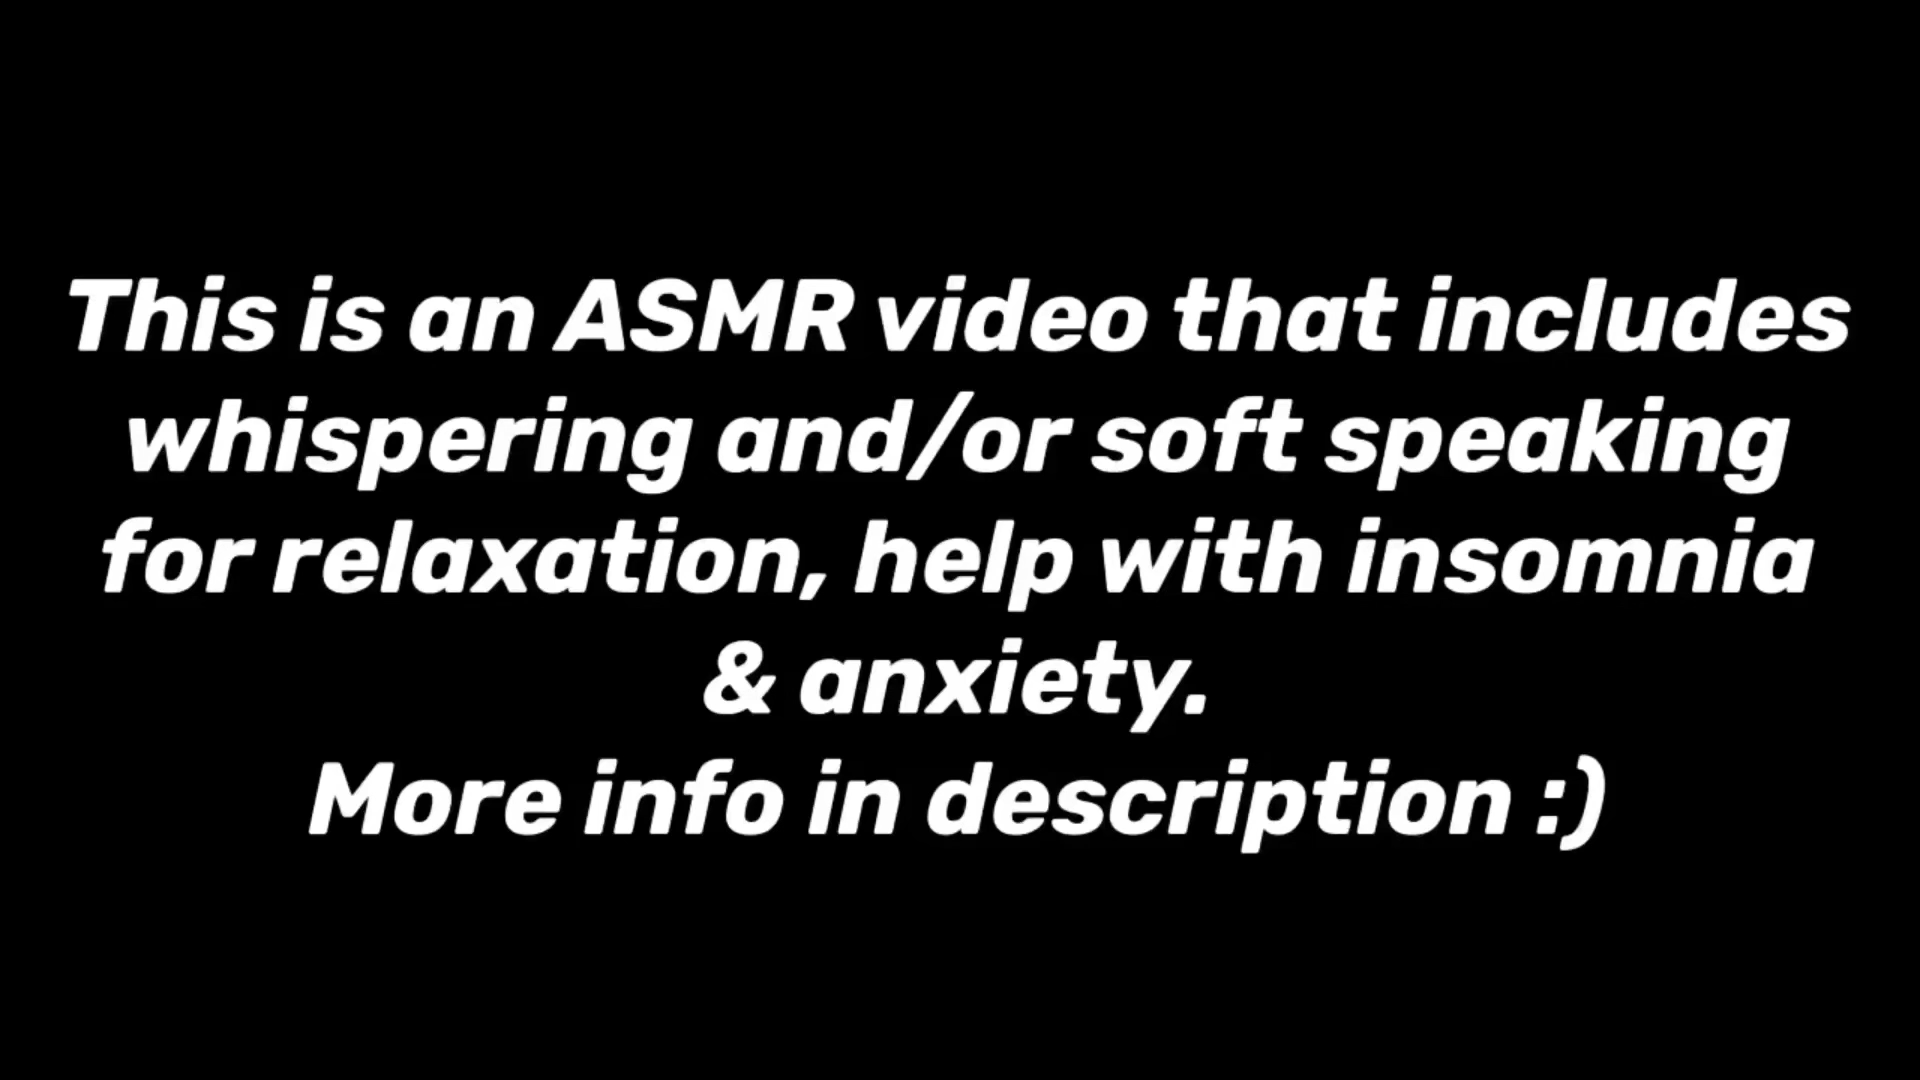 This is an ASMR video that includes
whispering and/or soft speaking
for relaxation, help with insomnia
& anxiety.
More info in description :)